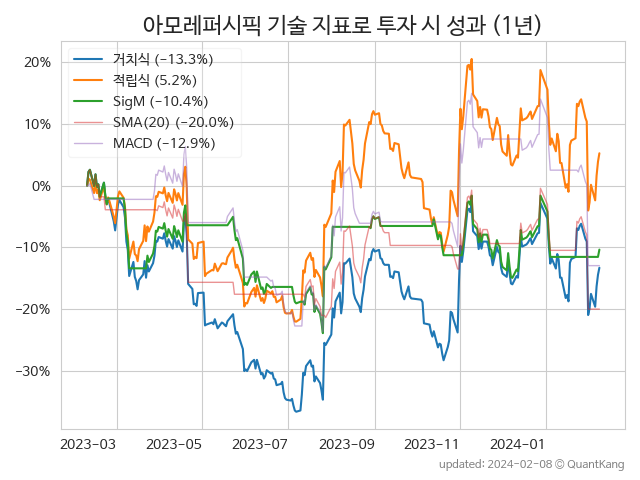 아모레퍼시픽 기술 지표로 투자 시 성과 (1년)
거치식 (−13.3%)
적립식 (5.2%)
SigM (−10.4%)
SMA(20) (−20.0%)
MACD (−12.9%)
20%
10%
0%
−10%
−20%
−30%
2023−03 2023−05 2023−07 2023−09 2023−11 2024−01
updated: 2024−02−08 © QuantKang